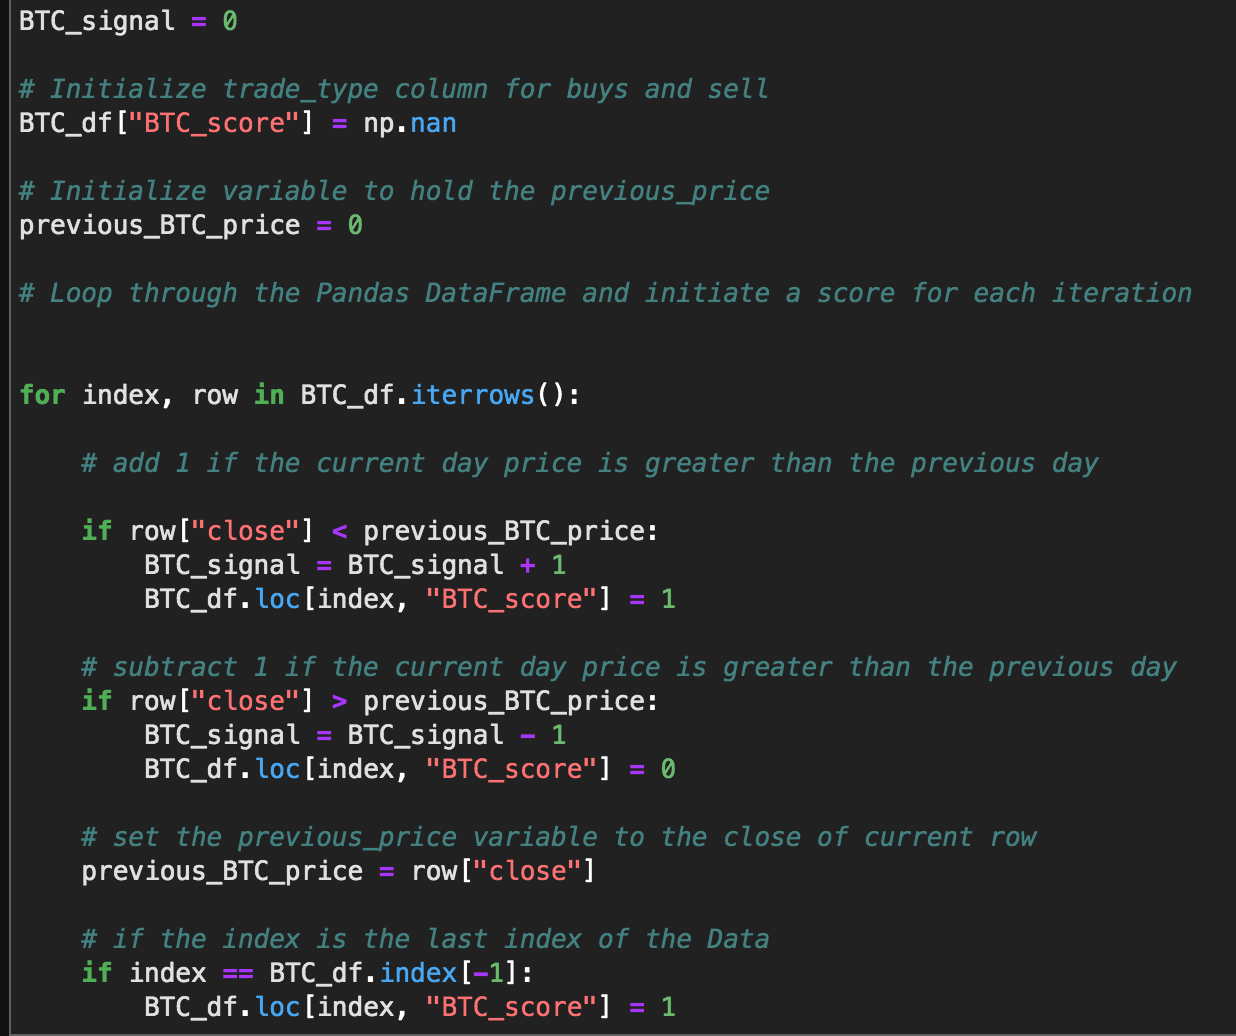 BTC_signal = 0
# Initialize trade_type column for buys and sell
BTC_df["BTC_score"] = np.nan
# Initialize variable to hold the previous_price
previous_BTC_price = 0
# Loop through the Pandas DataFrame and initiate a score for each iteration
for index, row in BTC_df.iterrows():
    # add 1 if the current day price is greater than the previous day
    if row["close"] < previous_BTC_price:
        BTC_signal = BTC_signal + 1
        BTC_df.loc[index, "BTC_score"] = 1
    # subtract 1 if the current day price is greater than the previous day
    if row["close"] > previous_BTC_price:
        BTC_signal = BTC_signal - 1
        BTC_df.loc[index, "BTC_score"] = 0
    # set the previous_price variable to the close of current row
    previous_BTC_price = row["close"]
    # if the index is the last index of the Data
    if index == BTC_df.index[-1]:
        BTC_df.loc[index, "BTC_score"] = 1